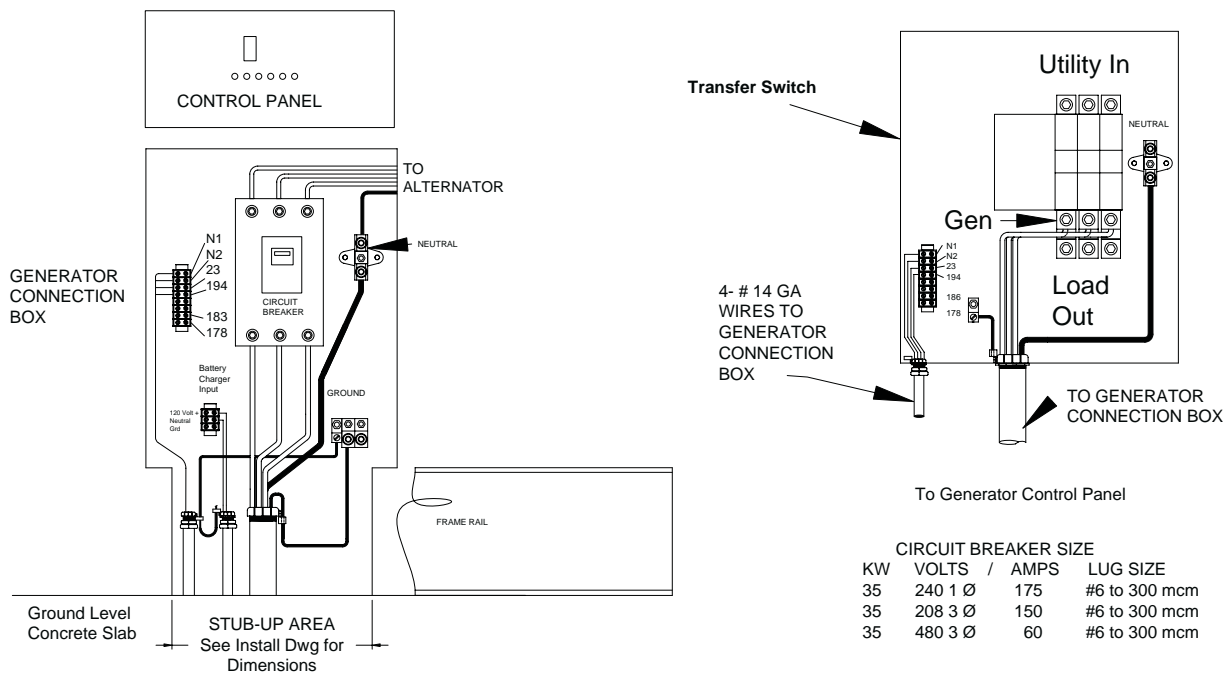 CONTROL PANEL
TO
ALTERNATOR
N1
N2
23
194
183
178
GENERATOR
CONNECTION
BOX
CIRCUIT
BREAKER
NEUTRAL
Battery
Charger
Input
120 Volt +
Neutral
Grd
GROUND
FRAME RAIL
Ground Level
Concrete Slab
STUB-UP AREA
See Install Dwg for
Dimensions
Transfer Switch
Utility In
NEUTRAL
Gen
N1
N2
23
194
186
178
Load
Out
4- # 14 GA
WIRES TO
GENERATOR
CONNECTION
BOX
TO GENERATOR
CONNECTION BOX
To Generator Control Panel
CIRCUIT BREAKER SIZE
KW VOLTS / AMPS LUG SIZE
35 240 1 Ø 175 #6 to 300 mcm
35 208 3 Ø 150 #6 to 300 mcm
35 480 3 Ø 60 #6 to 300 mcm